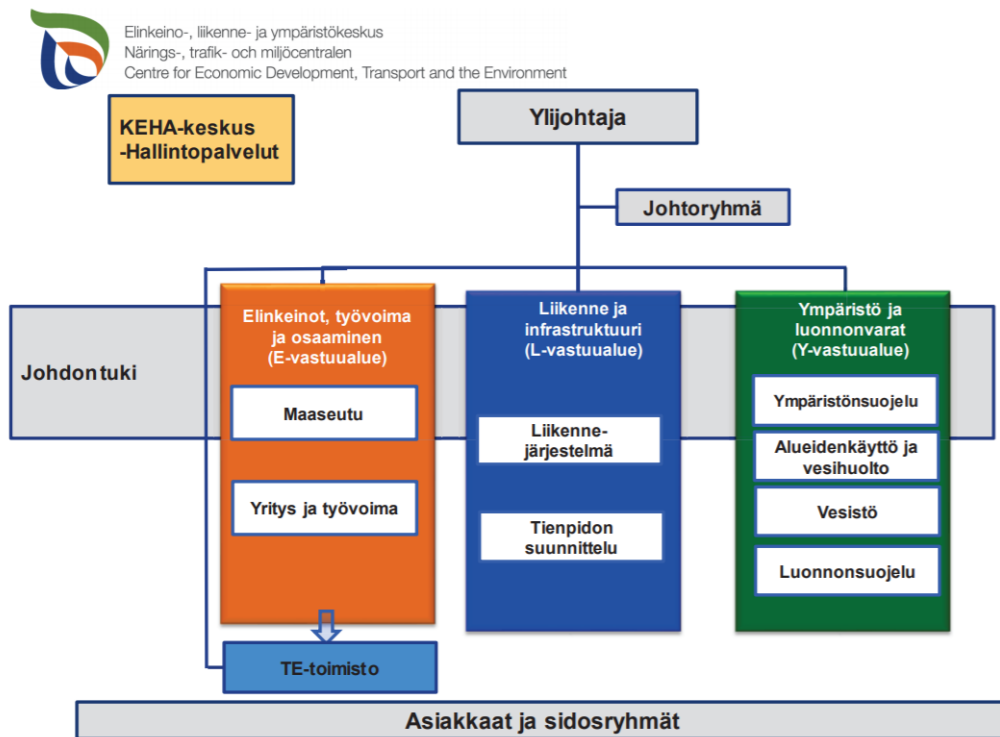 Elinkeino-, liikenne- ja ympäristökeskus
Närings-, trafik- och miljöcentralen
Centre for Economic Development, Transport and the Environment
KEHA-keskus
-Hallintopalvelut
Ylijohtaja
Johtoryhmä
Johdontuki
Elinkeinot, työvoima
ja osaaminen
(E-vastuualue)
Maaseutu
Yritys ja työvoima
TE-toimisto
Liikenne ja
infrastruktuuri
(L-vastuualue)
Liikenne-
järjestelmä
Tienpidon
suunnittelu
Ympäristö ja
luonnonvarat
(Y-vastuualue)
Ympäristönsuojelu
Alueidenkäyttö ja
vesihuolto
Vesistö
Luonnonsuojelu
Asiakkaat ja sidosryhmät